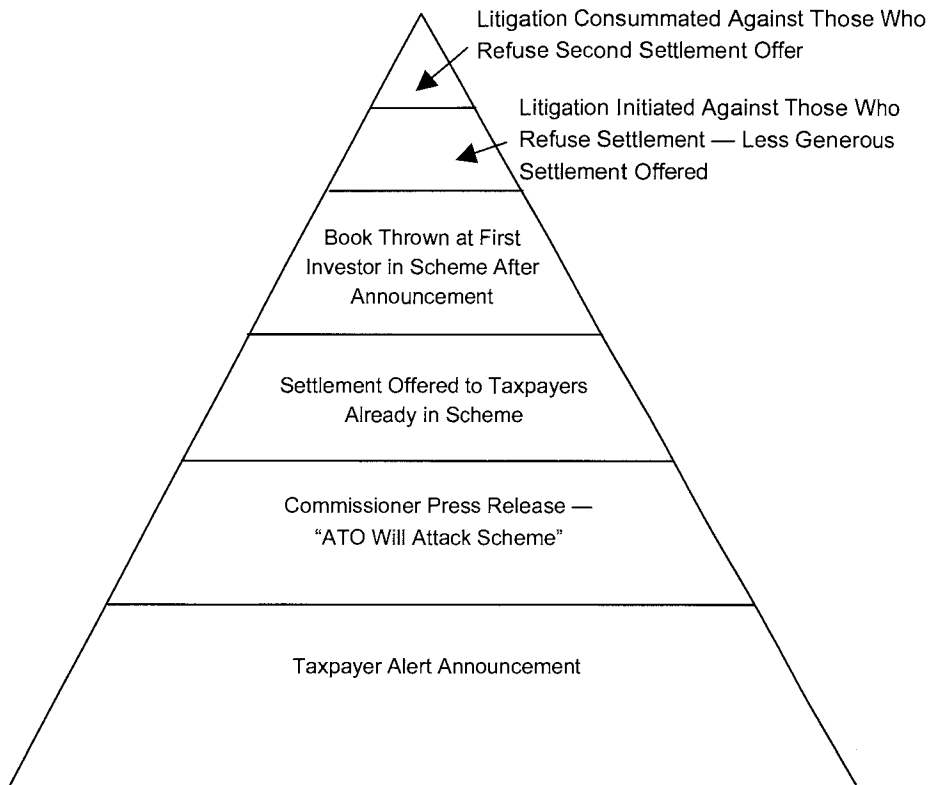 Litigation Consummated Against Those Who
Refuse Second Settlement Offer
Litigation Initiated Against Those Who
Refuse Settlement — Less Generous
Settlement Offered
Book Thrown at First
Investor in Scheme After
Announcement
Settlement Offered to Taxpayers
Already in Scheme
Commissioner Press Release —
“ATO Will Attack Scheme”
Taxpayer Alert Announcement